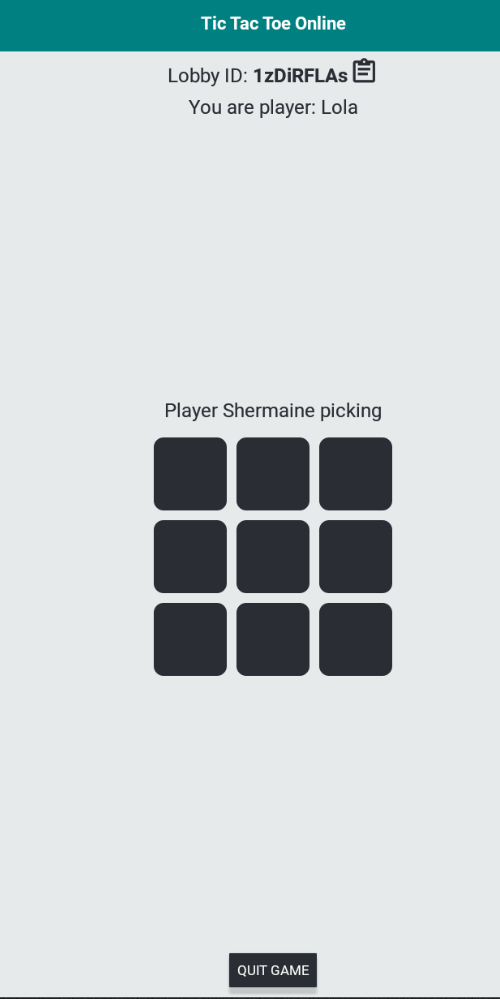 Tic Tac Toe Online
Lobby ID: 1zDiRFLAs
You are player: Lola
Player Shermaine picking
QUIT GAME